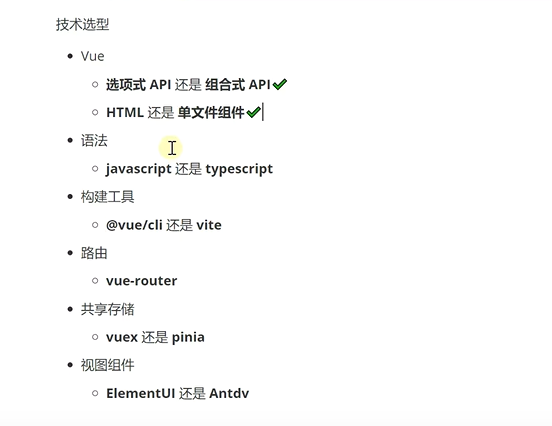 技术选型
Vue
选项式 API 还是 组合式 API✔
HTML 还是 单文件组件✔
语法
javascript 还是 typescript
构建工具
@vue/cli 还是 vite
路由
vue-router
共享存储
vuex 还是 pinia
视图组件
ElementUI 还是 Antdv